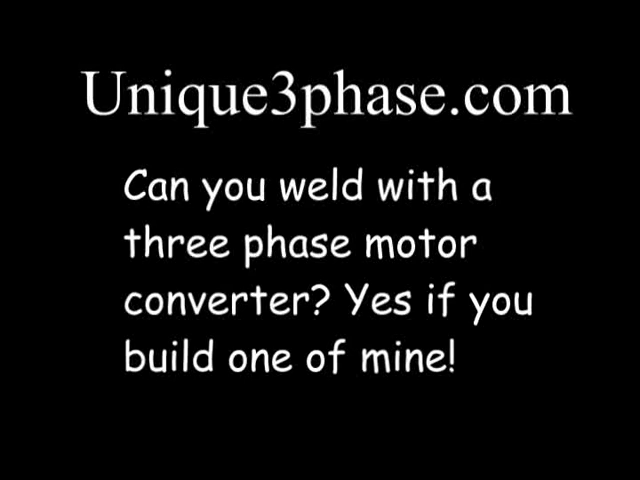 Unique3phase.com
Can you weld with a
three phase motor
converter? Yes if you
build one of mine!